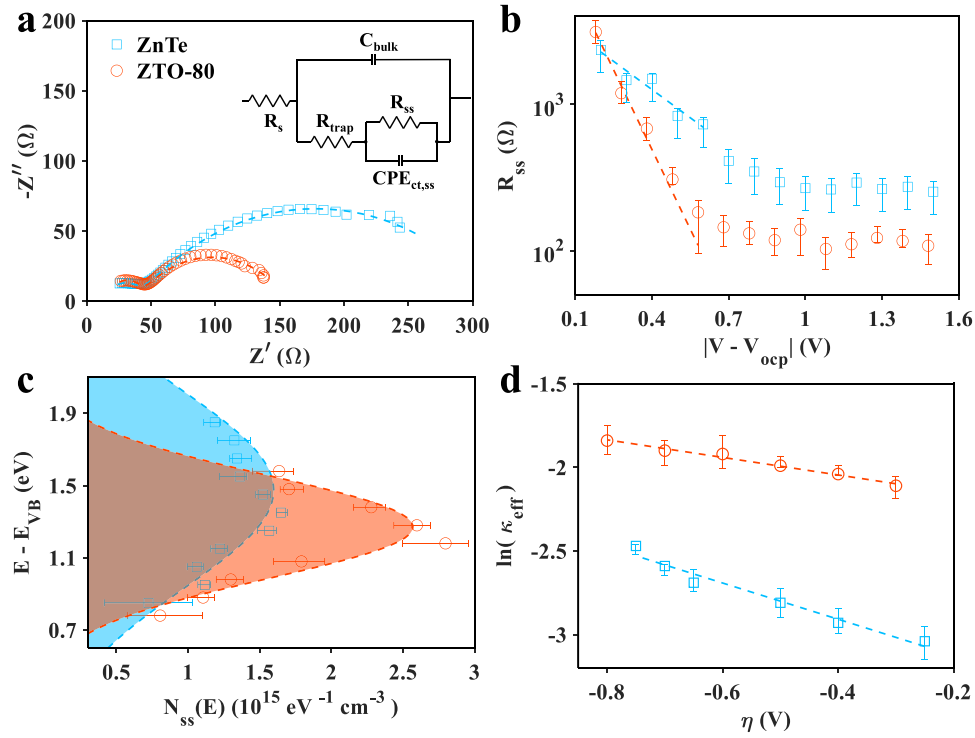 a
-200
-150
-100
-50
0
-Z′′ (Ω)
0 50 100 150 200 250 300
Z′ (Ω)
ZnTe
ZTO-80
C_bulk
R_s
R_trap
R_ss
CPE_ct,ss
b
10^3
10^2
R_ss (Ω)
0.1 0.4 0.7 1 1.3 1.6
|V - V_ocp| (V)
c
1.9
1.5
1.1
0.7
E - E_VB (eV)
0.5 1 1.5 2 2.5 3
N_ss(E) (10^15 eV^-1 cm^-3)
d
-1.5
-2
-2.5
-3
ln( κ_eff)
-0.8 -0.6 -0.4 -0.2
η (V)